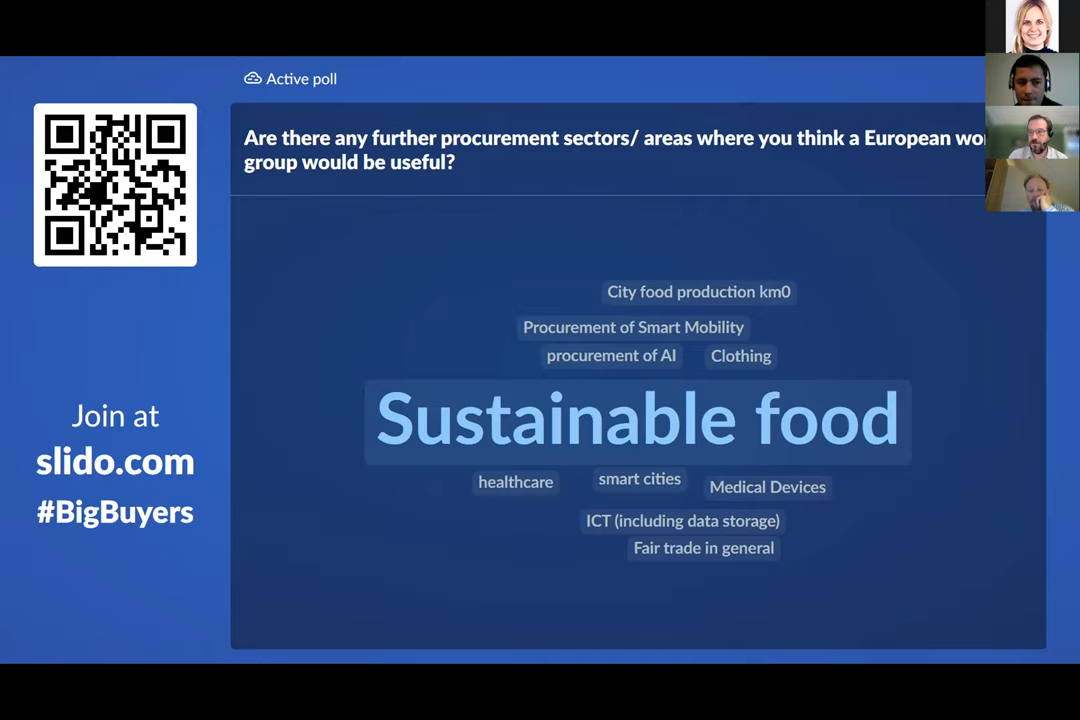 Active poll
Are there any further procurement sectors/ areas where you think a European
group would be useful?
City food production km0
Procurement of Smart Mobility
procurement of AI
Clothing
Sustainable food
healthcare
smart cities
Medical Devices
ICT (including data storage)
Fair trade in general
Join at
slido.com
#BigBuyers